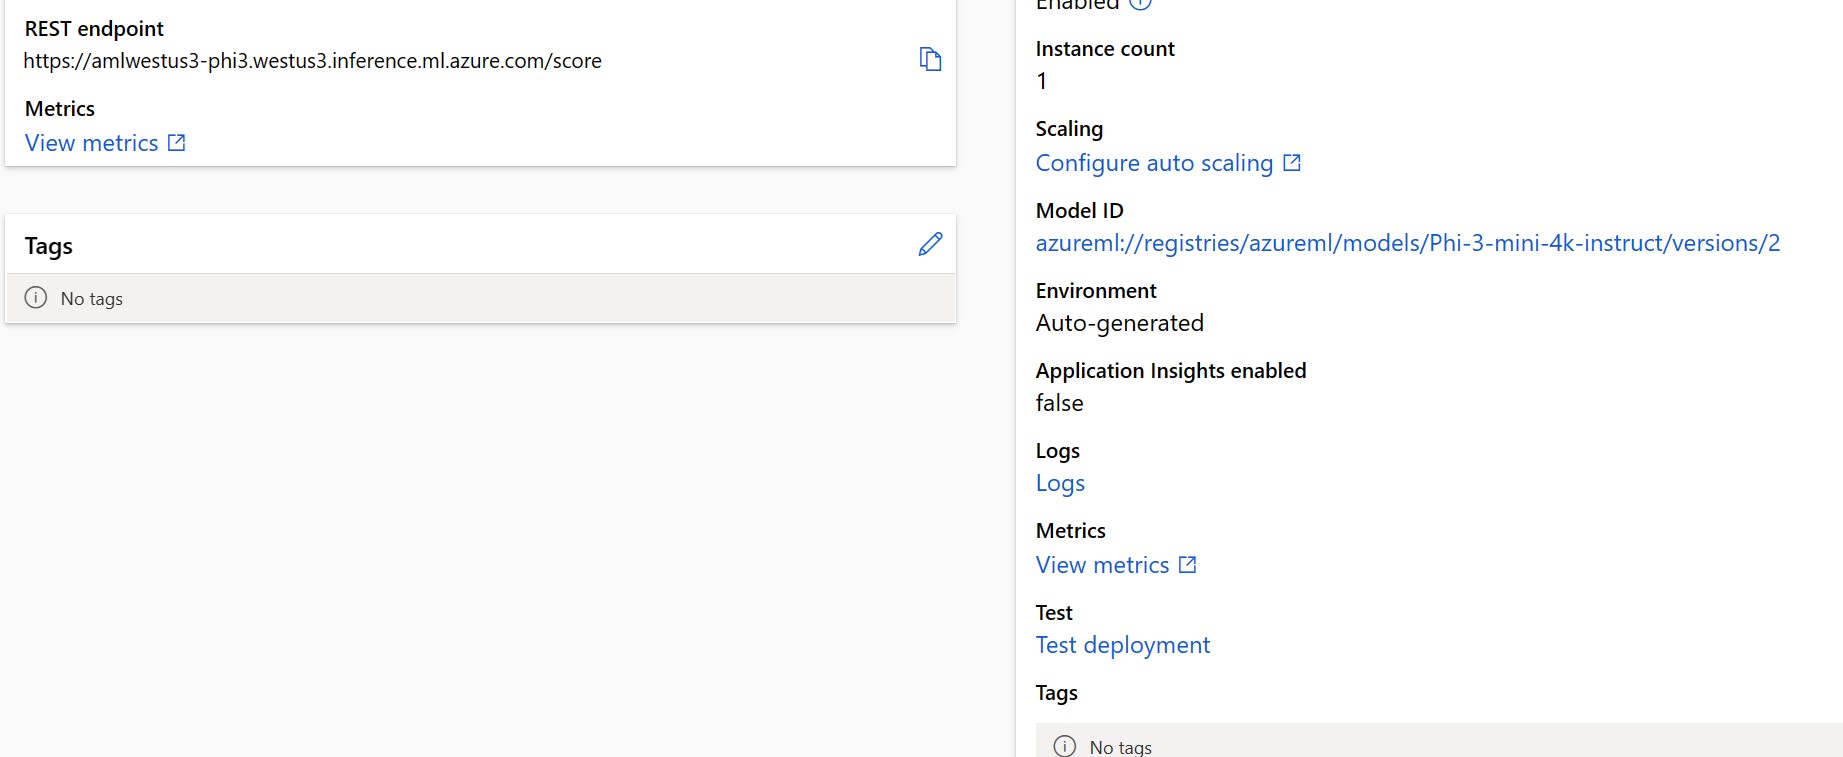 REST endpoint
https://amlwestus3-phi3.westus3.inference.ml.azure.com/score
Metrics
View metrics
Tags
No tags
Enabled
Instance count
1
Scaling
Configure auto scaling
Model ID
azureml://registries/azureml/models/Phi-3-mini-4k-instruct/versions/2
Environment
Auto-generated
Application Insights enabled
false
Logs
Logs
Metrics
View metrics
Test
Test deployment
Tags
No tags